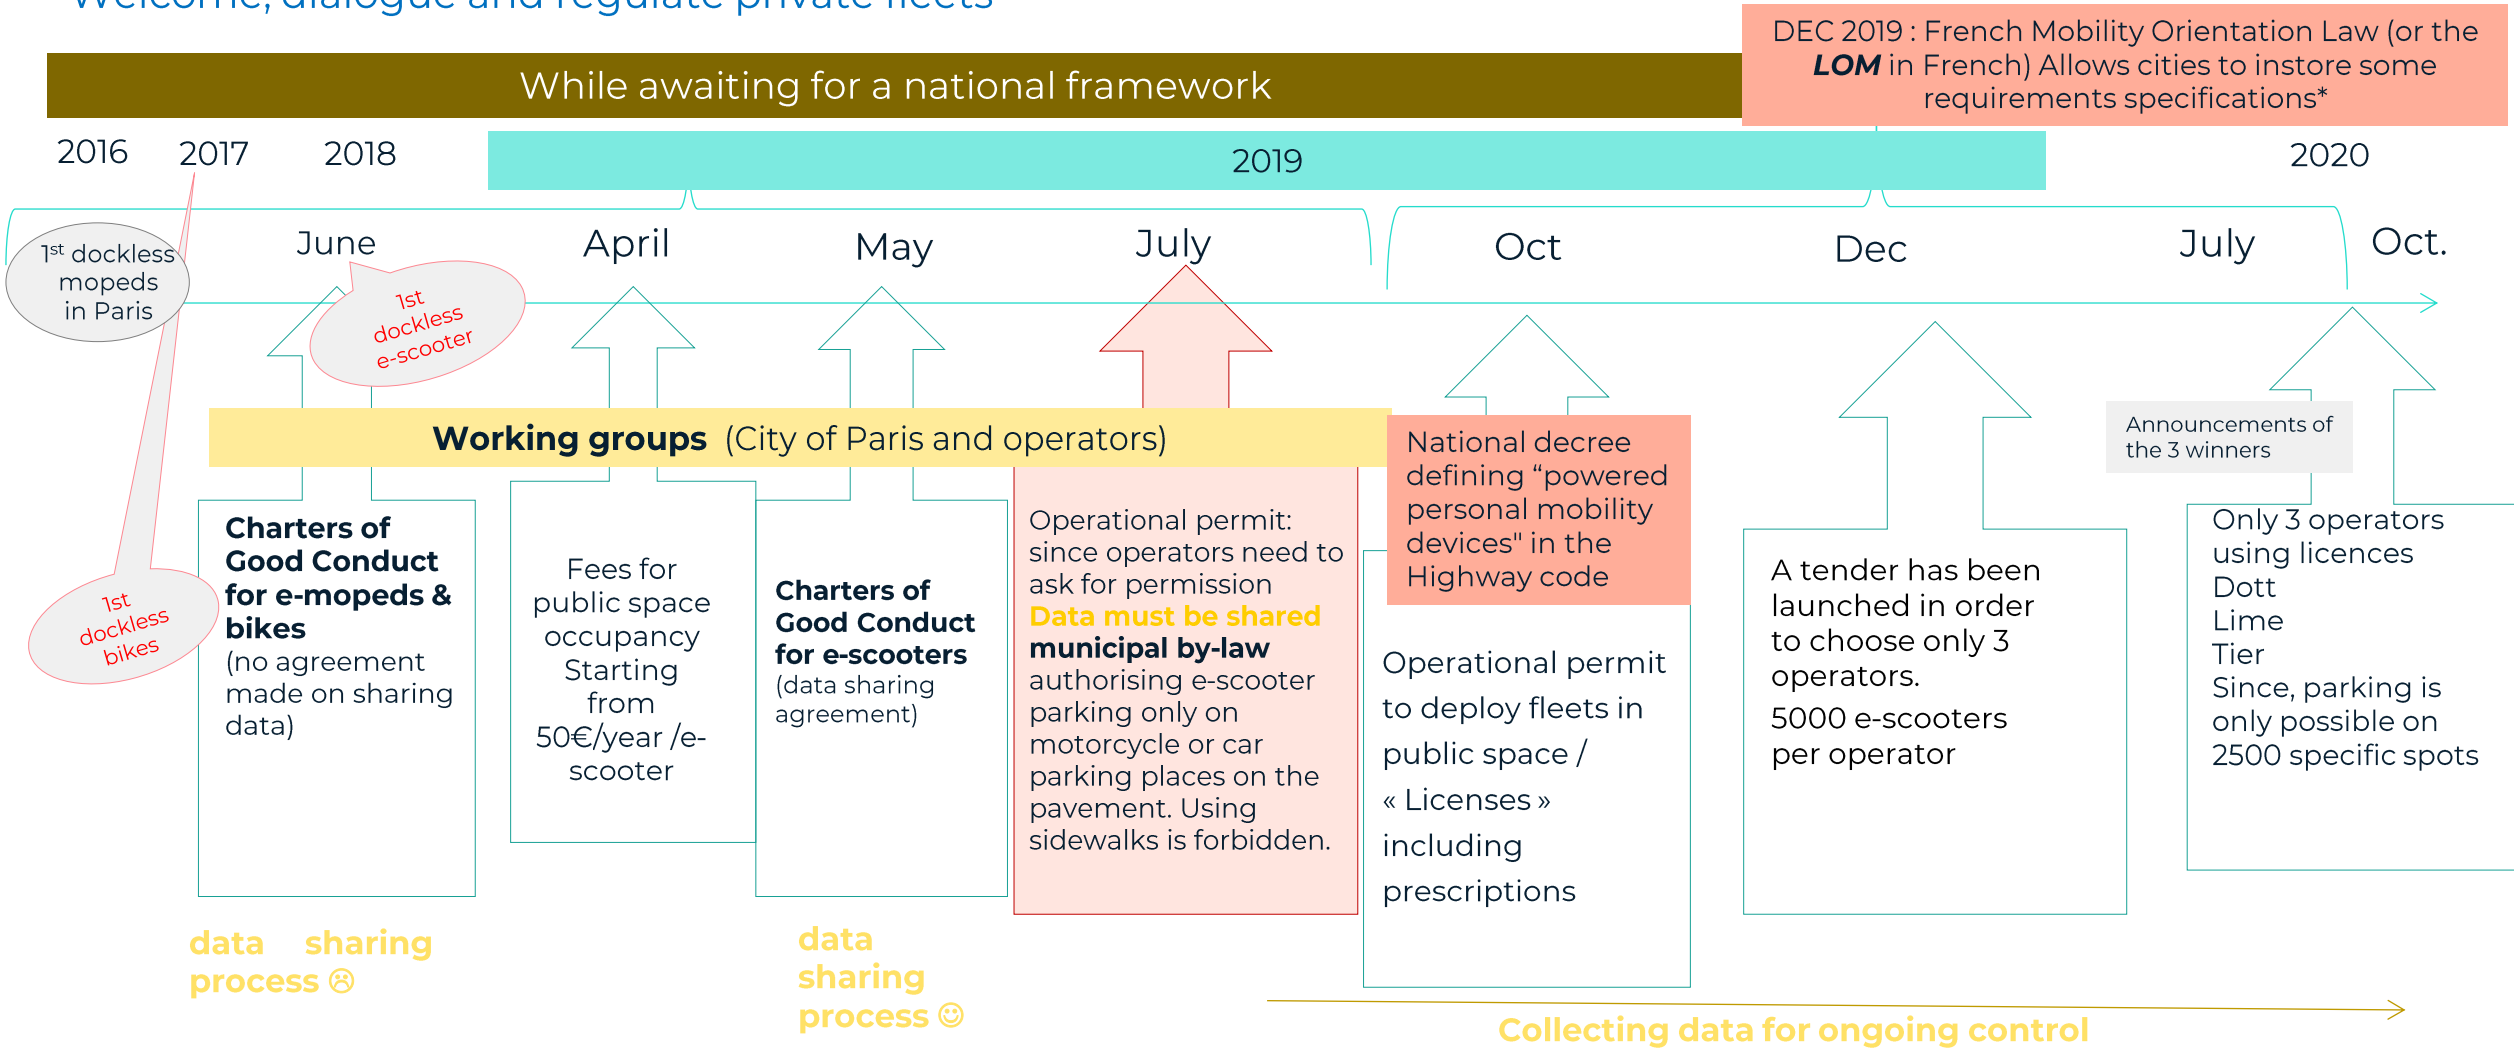 Welcome, dialogue and regulate private fleets
DEC 2019 : French Mobility Orientation Law (or the
LOM in French) Allows cities to instore some
requirements specifications*
While awaiting for a national framework
2016
2017
2018
2019
2020
1st dockless
mopeds
in Paris
June
April
May
July
Oct
Dec
July
Oct.
1st
dockless
e-scooter
Working groups (City of Paris and operators)
1st
dockless
bikes
Charters of
Good Conduct
for e-mopeds &
bikes
(no agreement
made on sharing
data)
Fees for
public space
occupancy
Starting
from
50€/year /e-
scooter
Charters of
Good Conduct
for e-scooters
(data sharing
agreement)
Operational permit:
since operators need to
ask for permission
Data must be shared
municipal by-law
authorising e-scooter
parking only on
motorcycle or car
parking places on the
pavement. Using
sidewalks is forbidden.
National decree
defining “powered
personal mobility
devices" in the
Highway code
Operational permit
to deploy fleets in
public space /
« Licenses »
including
prescriptions
A tender has been
launched in order
to choose only 3
operators.
5000 e-scooters
per operator
Announcements of
the 3 winners
Only 3 operators
using licences
Dott
Lime
Tier
Since, parking is
only possible on
2500 specific spots
data sharing
process ☹
data
sharing
process ☺
Collecting data for ongoing control